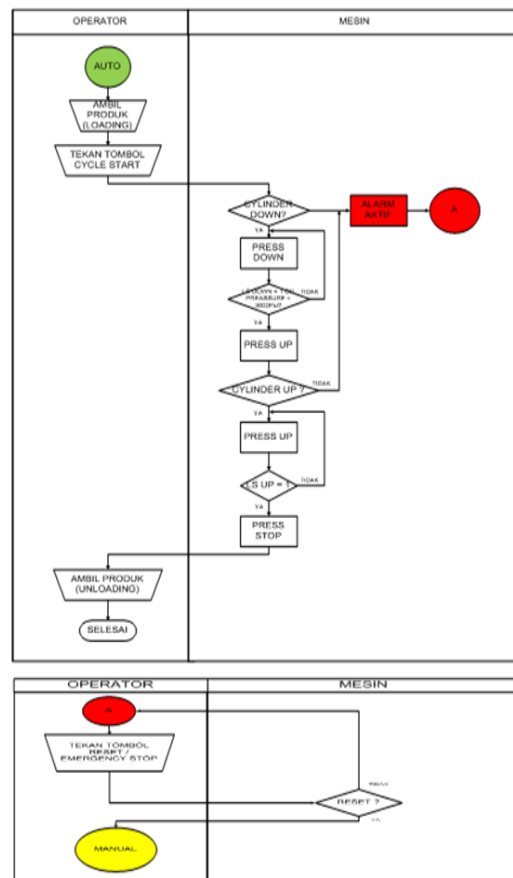 OPERATOR
MESIN
AUTO
AMBIL
PRODUK
(LOADING)
TEKAN TOMBOL
CYCLE START
CYLINDER
DOWN?
ALARM
AKTIF
A
YA
PRESS
DOWN
TIDAK
YA
PRESS UP
CYLINDER UP ?
TIDAK
YA
PRESS UP
LS UP = 1
TIDAK
YA
PRESS
STOP
AMBIL PRODUK
(UNLOADING)
SELESAI
OPERATOR
MESIN
A
TEKAN TOMBOL
RESET /
EMERGENCY STOP
TIDAK
RESET ?
YA
MANUAL